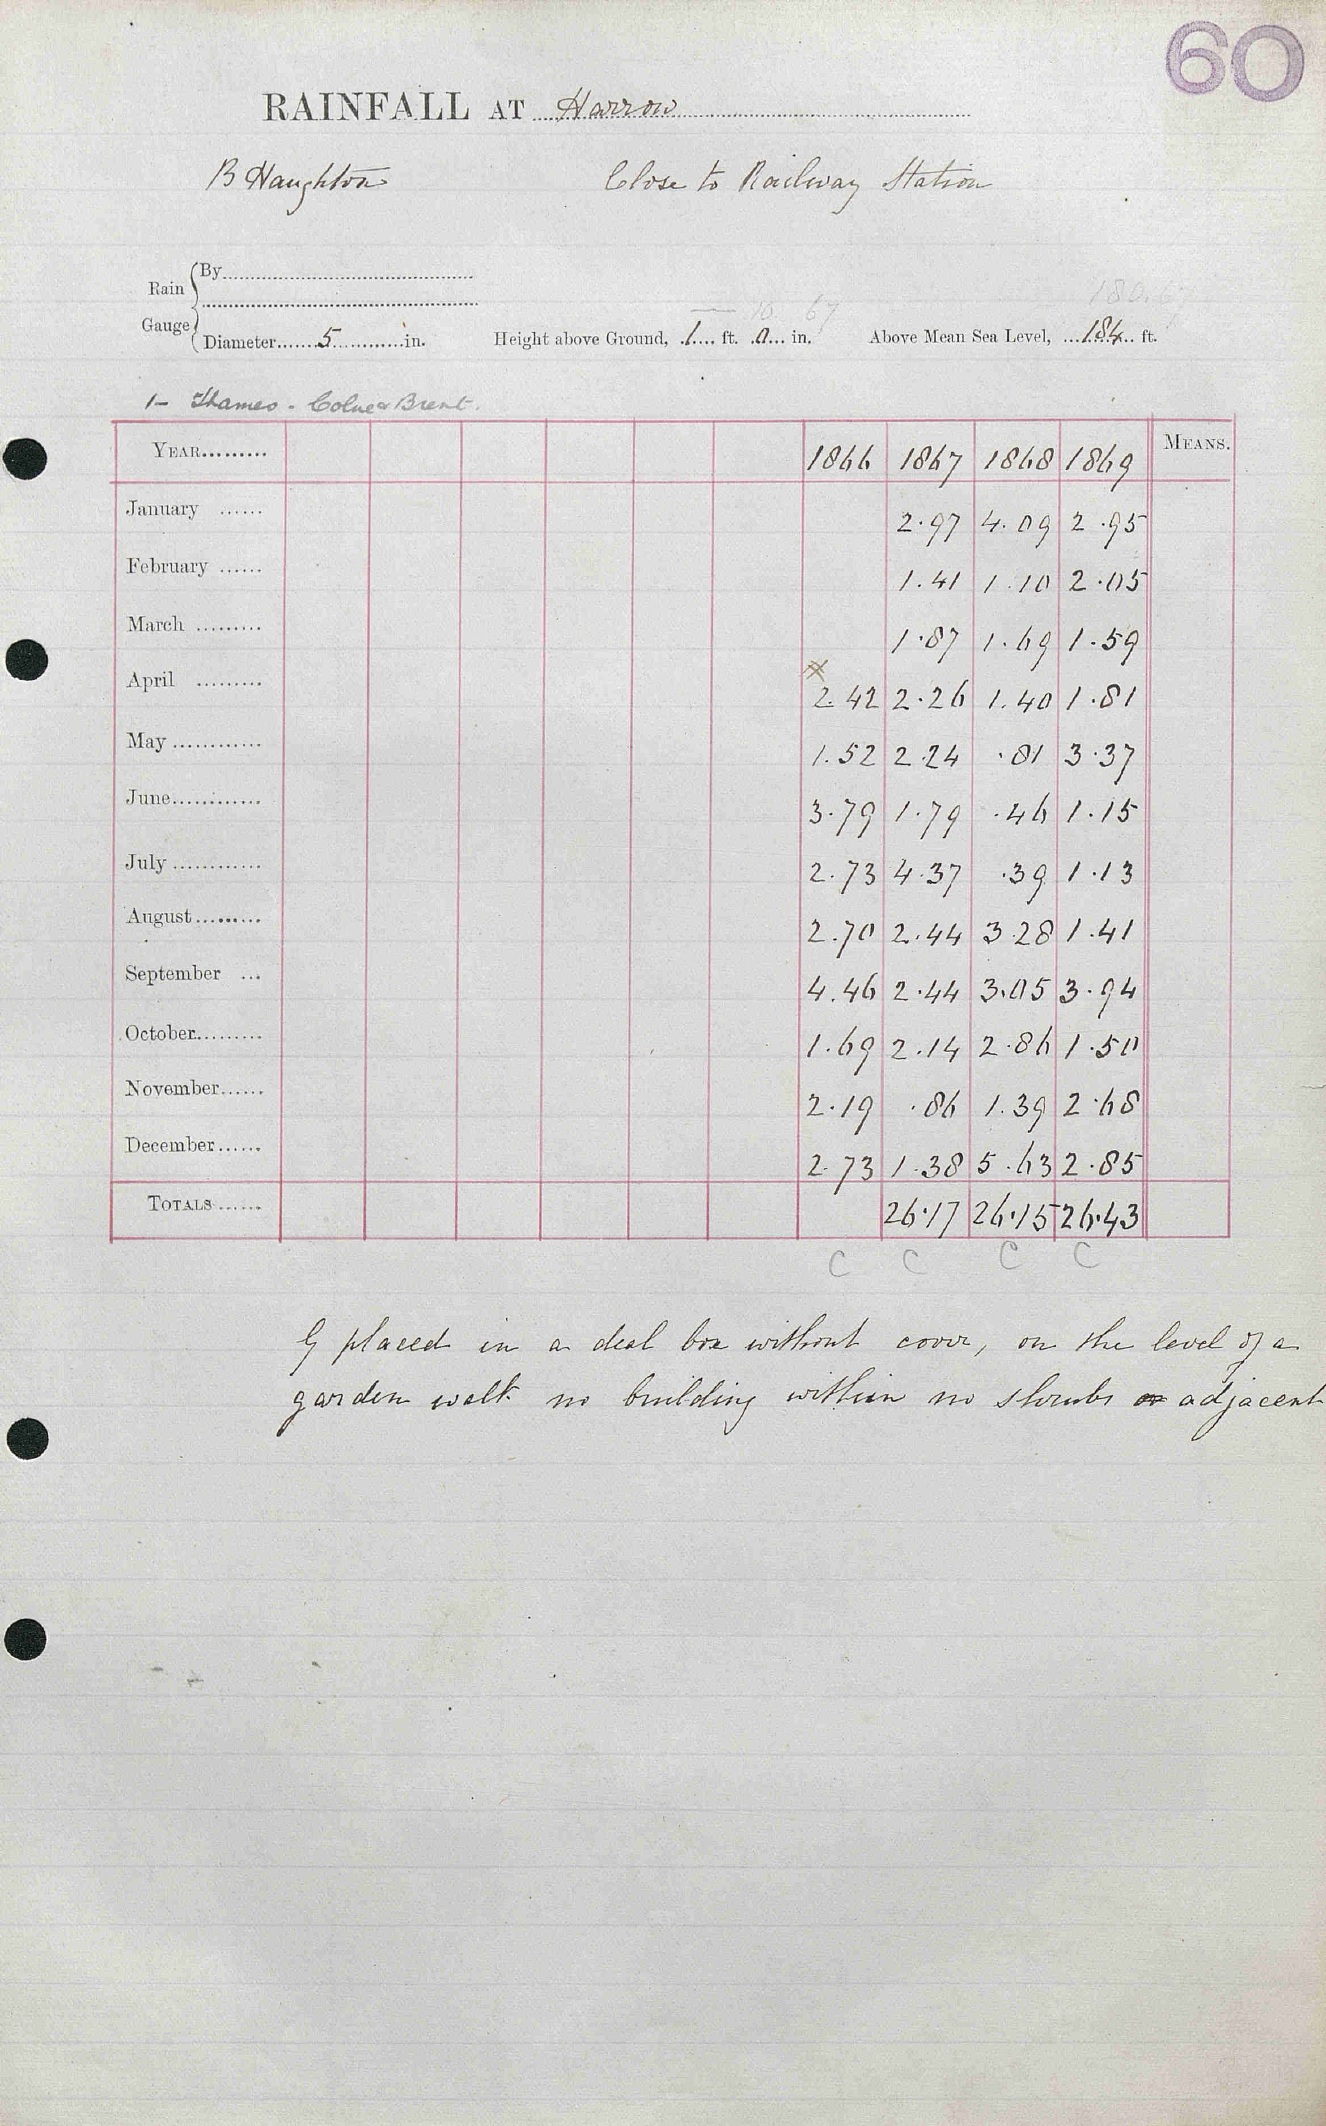 60
RAINFALL AT Harrow
B Haughton Close to Railway Station
Rain Gauge { By
Diameter 5 in. Height above Ground, 1 ft. 0 in. Above Mean Sea Level, 184 ft.
10 67 180.67
1- Thames - Colne & Brent.
YEAR 1866 1867 1868 1869 MEANS.
January 2.97 4.09 2.95
February 1.41 1.10 2.05
March 1.87 1.69 1.59
April 2.42 2.26 1.40 1.81
May 1.52 2.24 .81 3.37
June 3.79 1.79 .46 1.15
July 2.73 4.37 .39 1.13
August 2.70 2.44 3.28 1.41
September 4.46 2.44 3.05 3.94
October 1.69 2.14 2.86 1.50
November 2.19 .86 1.39 2.68
December 2.73 1.38 5.63 2.85
TOTALS 26.17 26.15 26.43
C C C C
G placed in a deal box without cover, on the level of a
garden walk no building within no shrubs adjacent